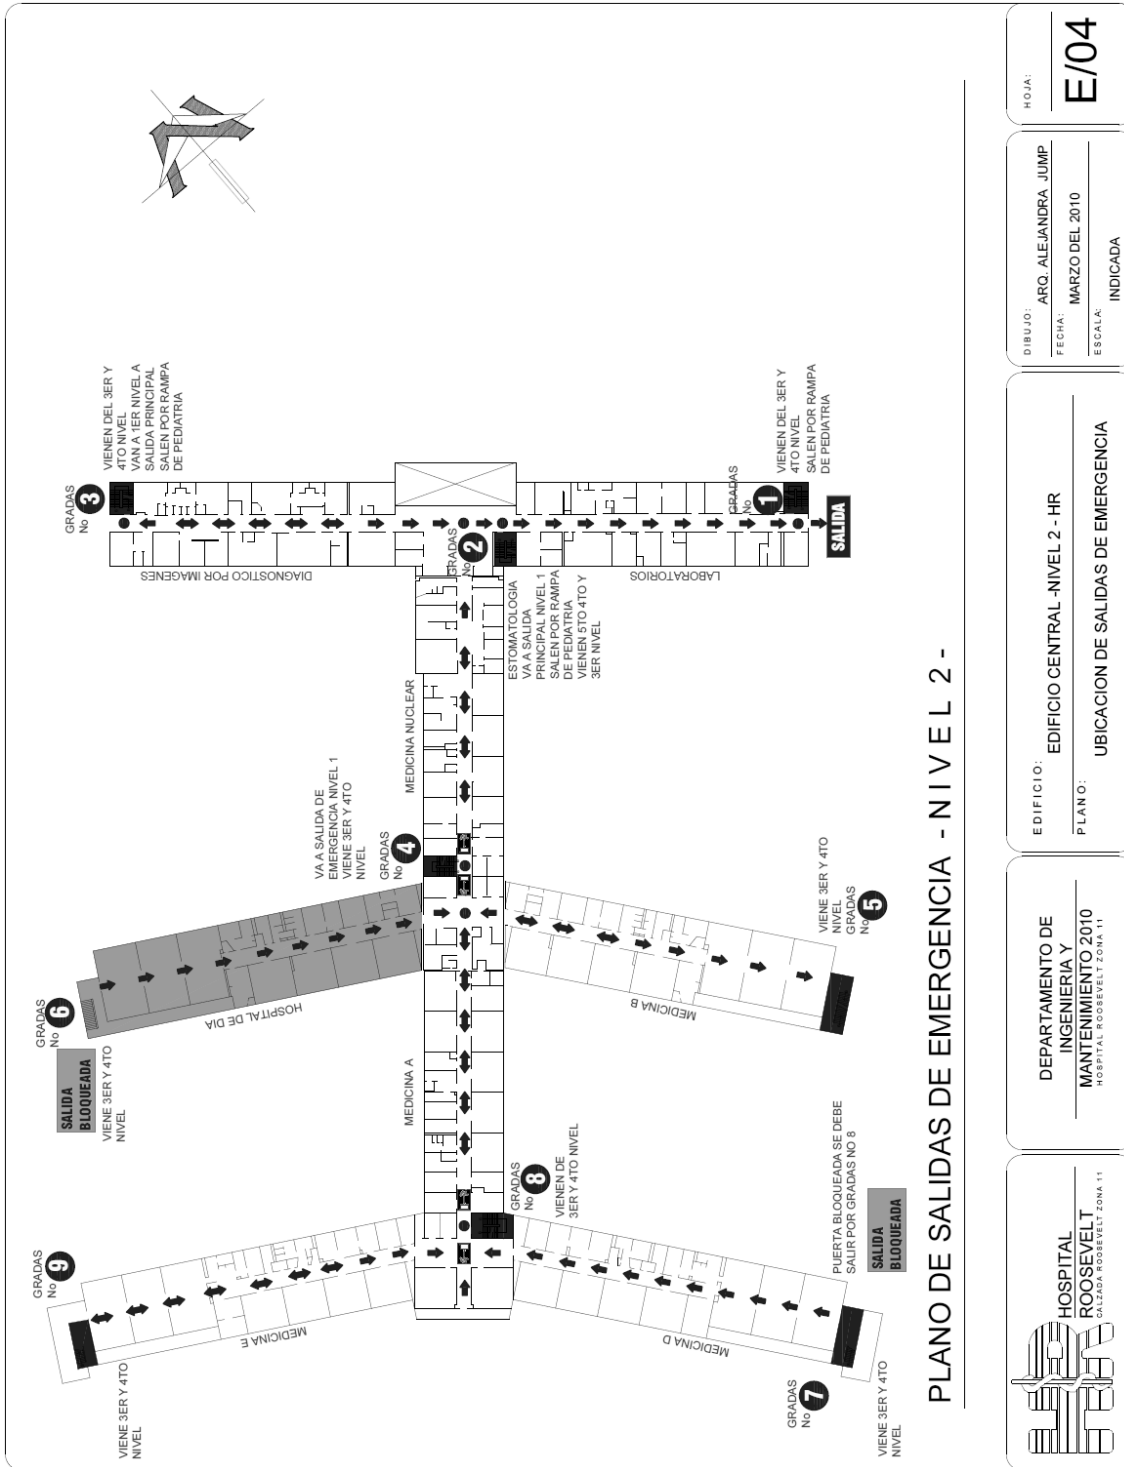 GRADAS
No 3
VIENEN DEL 3ER Y
4TO NIVEL
VAN A 1ER NIVEL A
SALIDA PRINCIPAL
SALEN POR RAMPA
DE PEDIATRIA
DIAGNOSTICO POR IMAGENES
GRADAS
No 2
ESTOMATOLOGIA
VA A SALIDA
PRINCIPAL NIVEL 1
SALEN POR RAMPA
DE PEDIATRIA
VIENEN 5TO 4TO Y
3ER NIVEL
LABORATORIOS
GRADAS
No 1
VIENEN DEL 3ER Y
4TO NIVEL
SALEN POR RAMPA
DE PEDIATRIA
SALIDA
MEDICINA NUCLEAR
VA A SALIDA DE
EMERGENCIA NIVEL 1
VIENE 3ER Y 4TO
NIVEL
GRADAS
No 4
GRADAS
No 6
SALIDA
BLOQUEADA
VIENE 3ER Y 4TO
NIVEL
HOSPITAL DE DIA
VIENE 3ER Y 4TO
NIVEL
GRADAS
No 5
MEDICINA B
MEDICINA A
GRADAS
No 8
VIENEN DE
3ER Y 4TO NIVEL
GRADAS
No 9
VIENE 3ER Y 4TO
NIVEL
MEDICINA E
MEDICINA D
PUERTA BLOQUEADA SE DEBE
SALIR POR GRADAS NO 8
SALIDA
BLOQUEADA
GRADAS
No 7
VIENE 3ER Y 4TO
NIVEL
PLANO DE SALIDAS DE EMERGENCIA - N I V E L 2 -
HR
HOSPITAL
ROOSEVELT
CALZADA ROOSEVELT ZONA 11
DEPARTAMENTO DE
INGENIERIA Y
MANTENIMIENTO 2010
HOSPITAL ROOSEVELT ZONA 11
EDIFICIO:
EDIFICIO CENTRAL -NIVEL 2 - HR
PLANO:
UBICACION DE SALIDAS DE EMERGENCIA
DIBUJO:
ARQ. ALEJANDRA JUMP
FECHA:
MARZO DEL 2010
ESCALA:
INDICADA
HOJA:
E/04